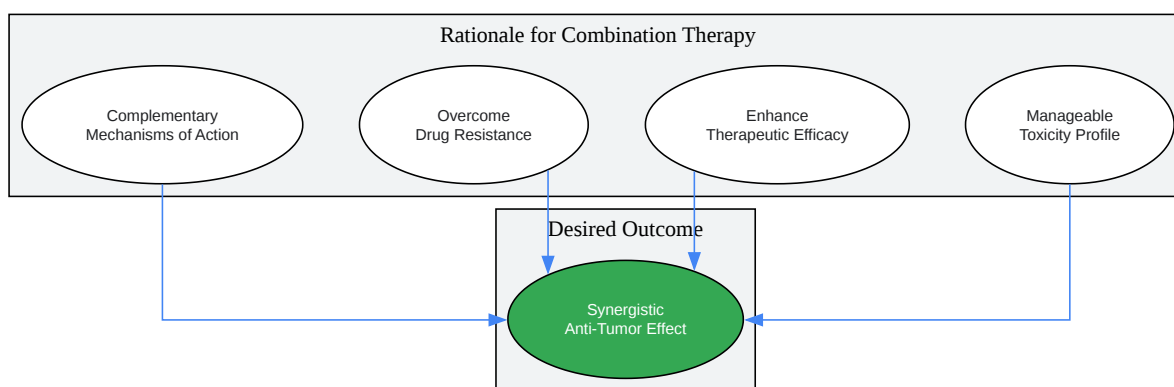 Rationale for Combination Therapy
Complementary
Mechanisms of Action
Overcome
Drug Resistance
Enhance
Therapeutic Efficacy
Manageable
Toxicity Profile
Desired Outcome
Synergistic
Anti-Tumor Effect